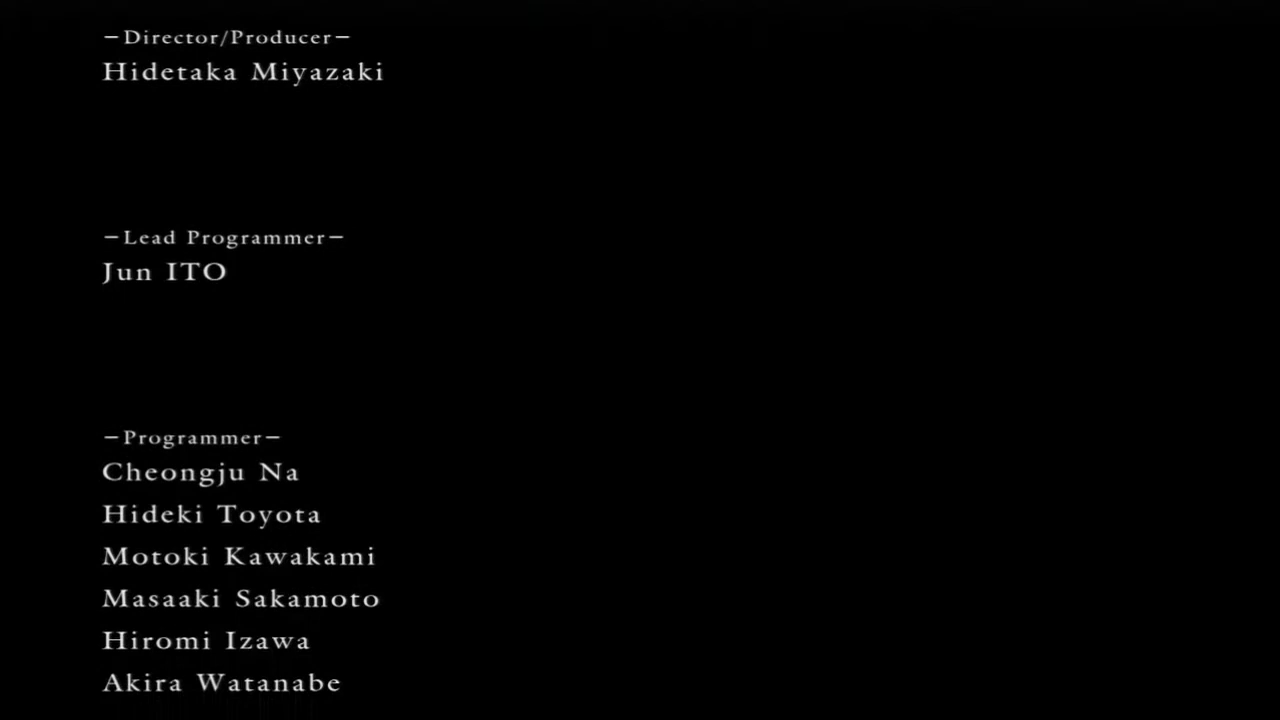 −Director/Producer−
Hidetaka Miyazaki
−Lead Programmer−
Jun ITO
−Programmer−
Cheongju Na
Hideki Toyota
Motoki Kawakami
Masaaki Sakamoto
Hiromi Izawa
Akira Watanabe